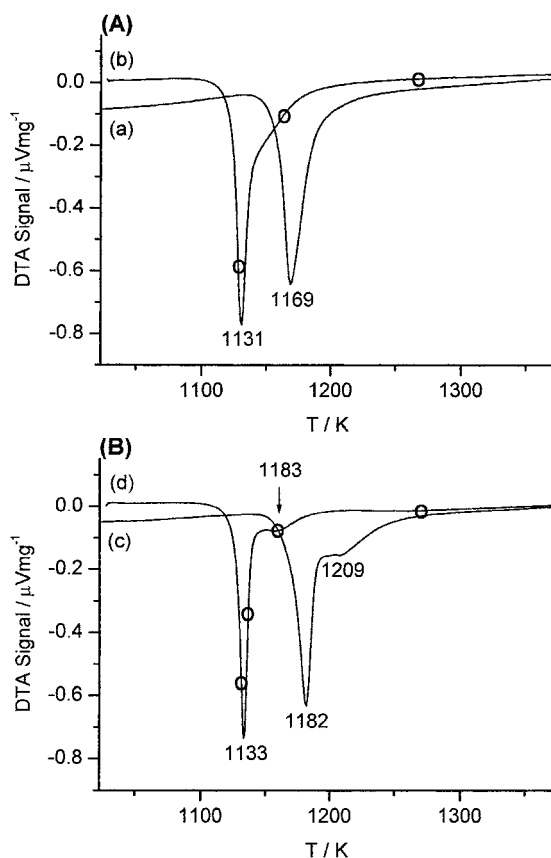 (A)
(b)
(a)
0.0
-0.2
-0.4
-0.6
-0.8
DTA Signal / μVmg⁻¹
1131
1169
1100
1200
1300
T / K
(B)
1183
(d)
(c)
0.0
-0.2
-0.4
-0.6
-0.8
DTA Signal / μVmg⁻¹
1209
1182
1133
1100
1200
1300
T / K